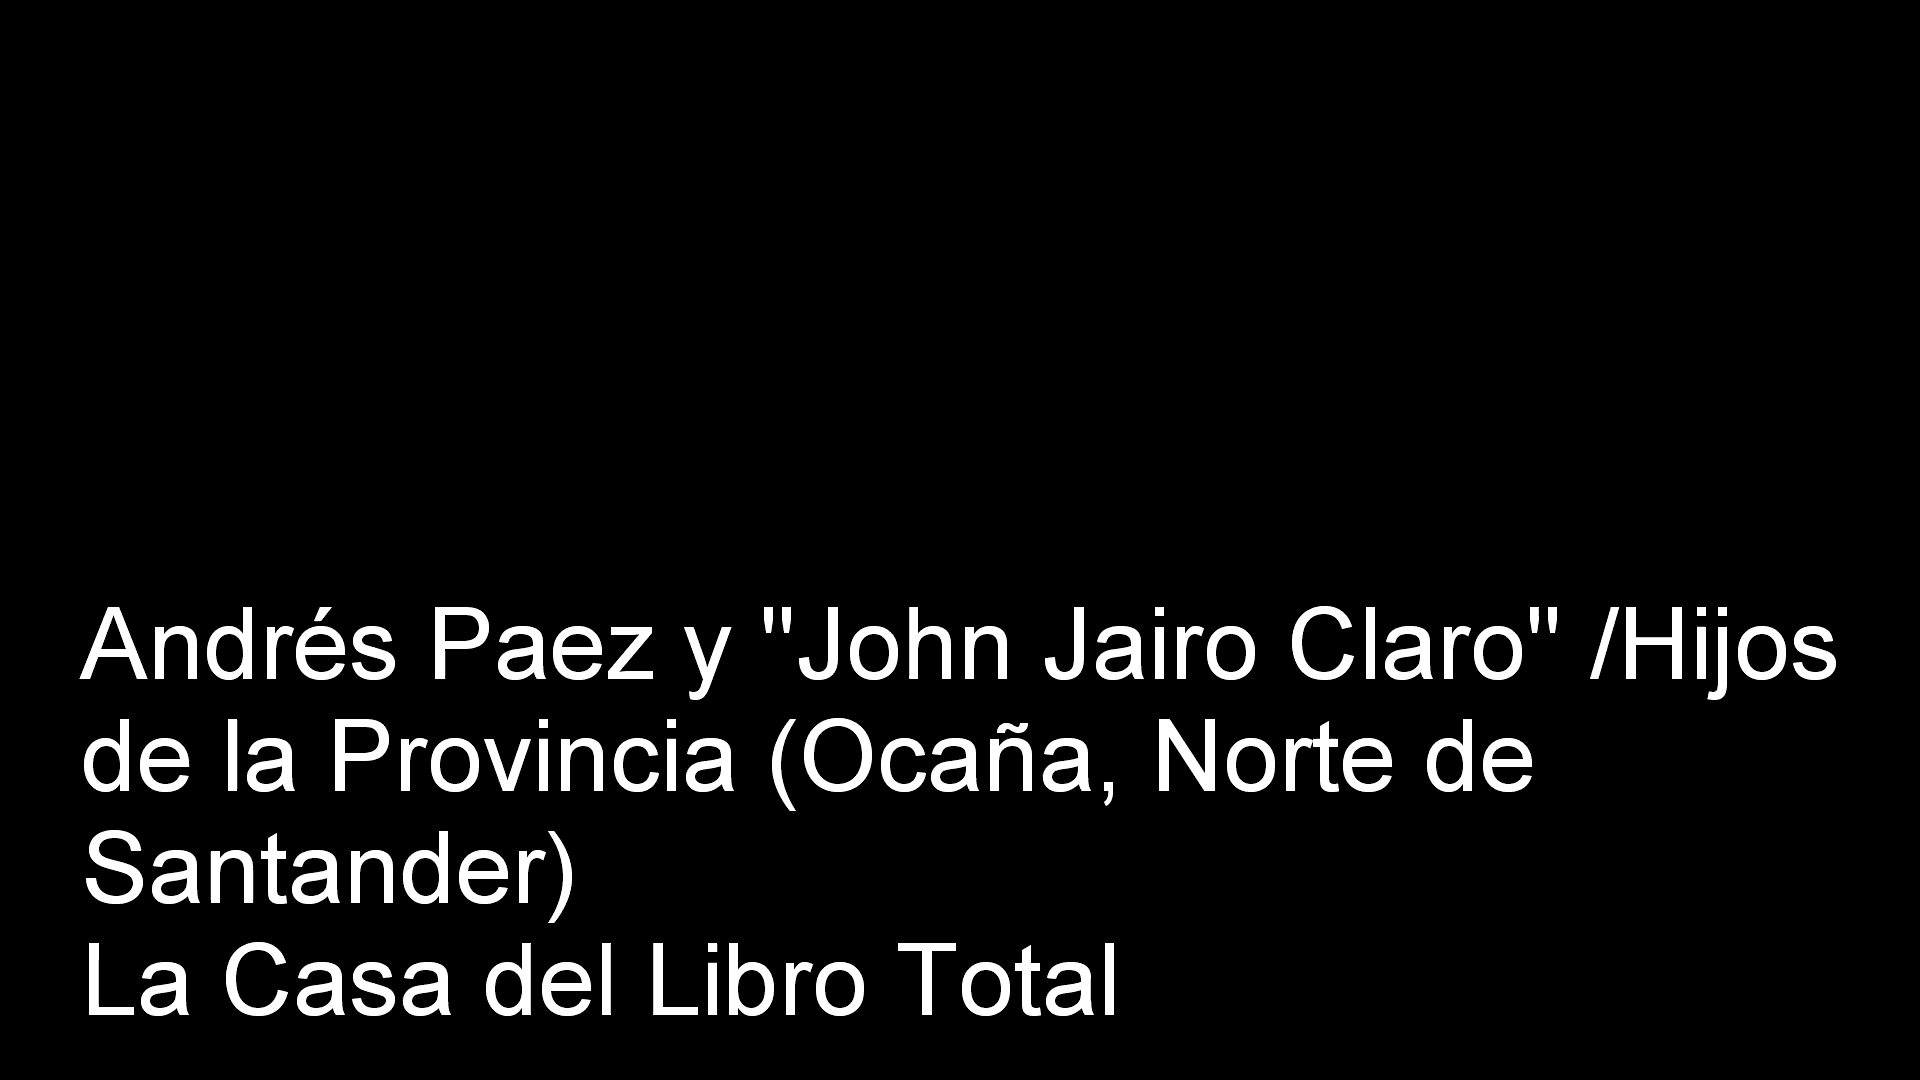 Andrés Paez y "John Jairo Claro" /Hijos
de la Provincia (Ocaña, Norte de
Santander)
La Casa del Libro Total